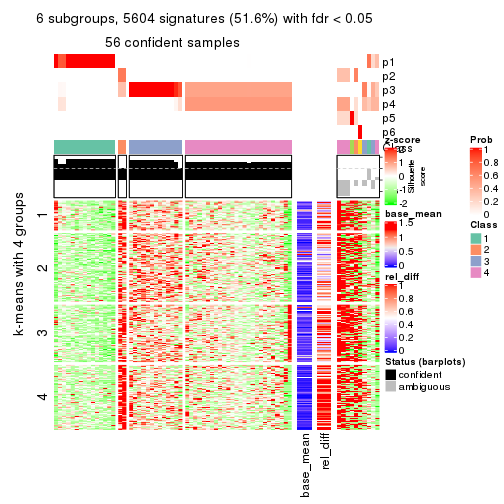 6 subgroups, 5604 signatures (51.6%) with fdr < 0.05
56 confident samples
p1
p2
p3
p4
p5
p6
Class
Silhouette
score
k-means with 4 groups
1
2
3
4
base_mean
rel_diff
z-score
2
1
0
-1
-2
base_mean
1.5
1
0.5
0
rel_diff
1
0.8
0.6
0.4
0.2
0
Status (barplots)
confident
ambiguous
Prob
1
0.8
0.6
0.4
0.2
0
Class
1
2
3
4